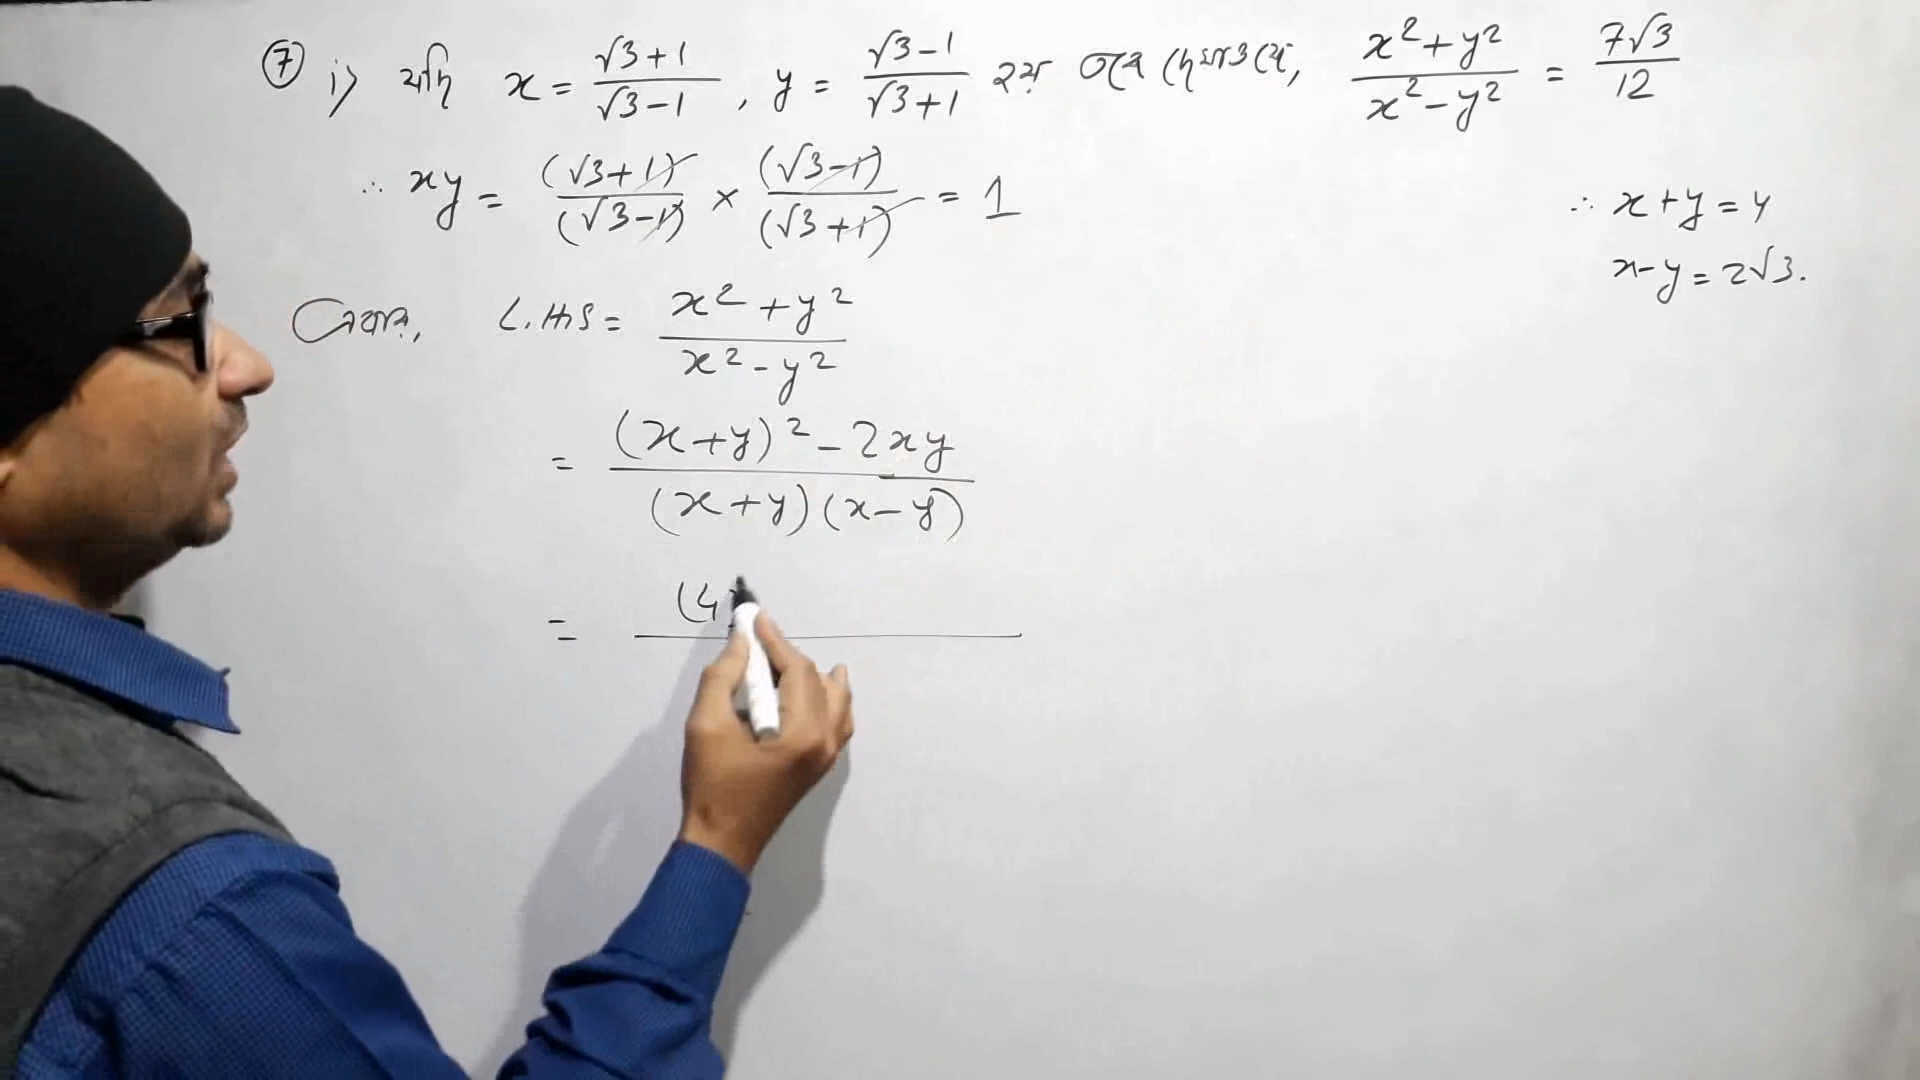 ⑦ i) যদি x = (√3+1)/(√3-1), y = (√3-1)/(√3+1) হয় তবে দেখাও যে, (x²+y²)/(x²-y²) = 7√3/12
∴ xy = (√3+1)/(√3-1) × (√3-1)/(√3+1) = 1
∴ x+y = 4
x-y = 2√3.
L.H.S = (x²+y²)/(x²-y²)
= ((x+y)²-2xy)/((x+y)(x-y))
= (4)